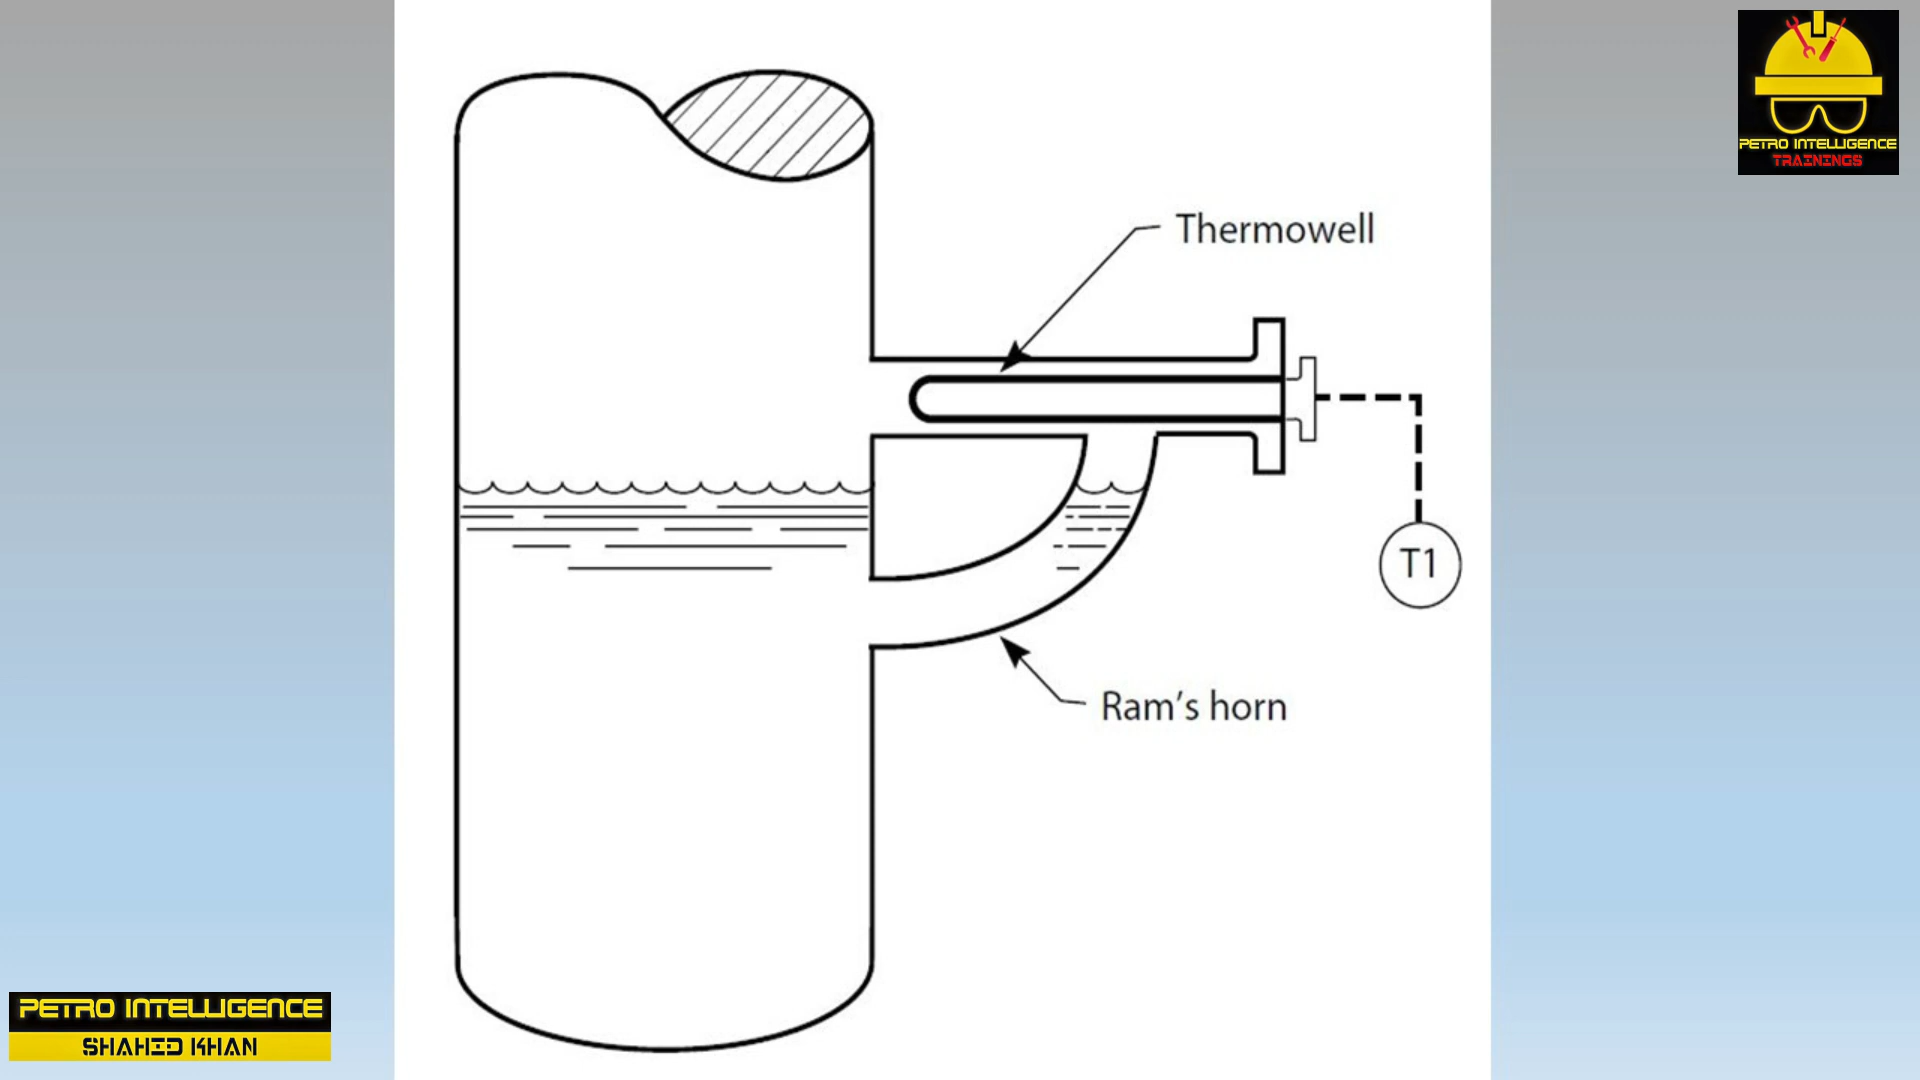 PETRO INTELLIGENCE
TRAININGS
Thermowell
T1
Ram's horn
PETRO INTELLIGENCE
SHAHID KHAN